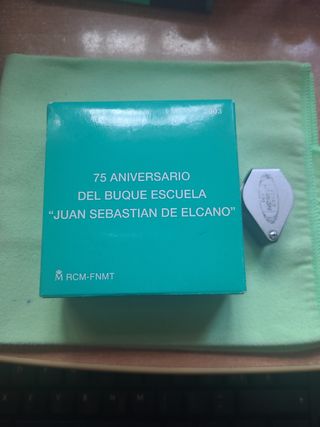 75 ANIVERSARIO
DEL BUQUE ESCUELA
"JUAN SEBASTIAN DE ELCANO"
M RCM-FNMT